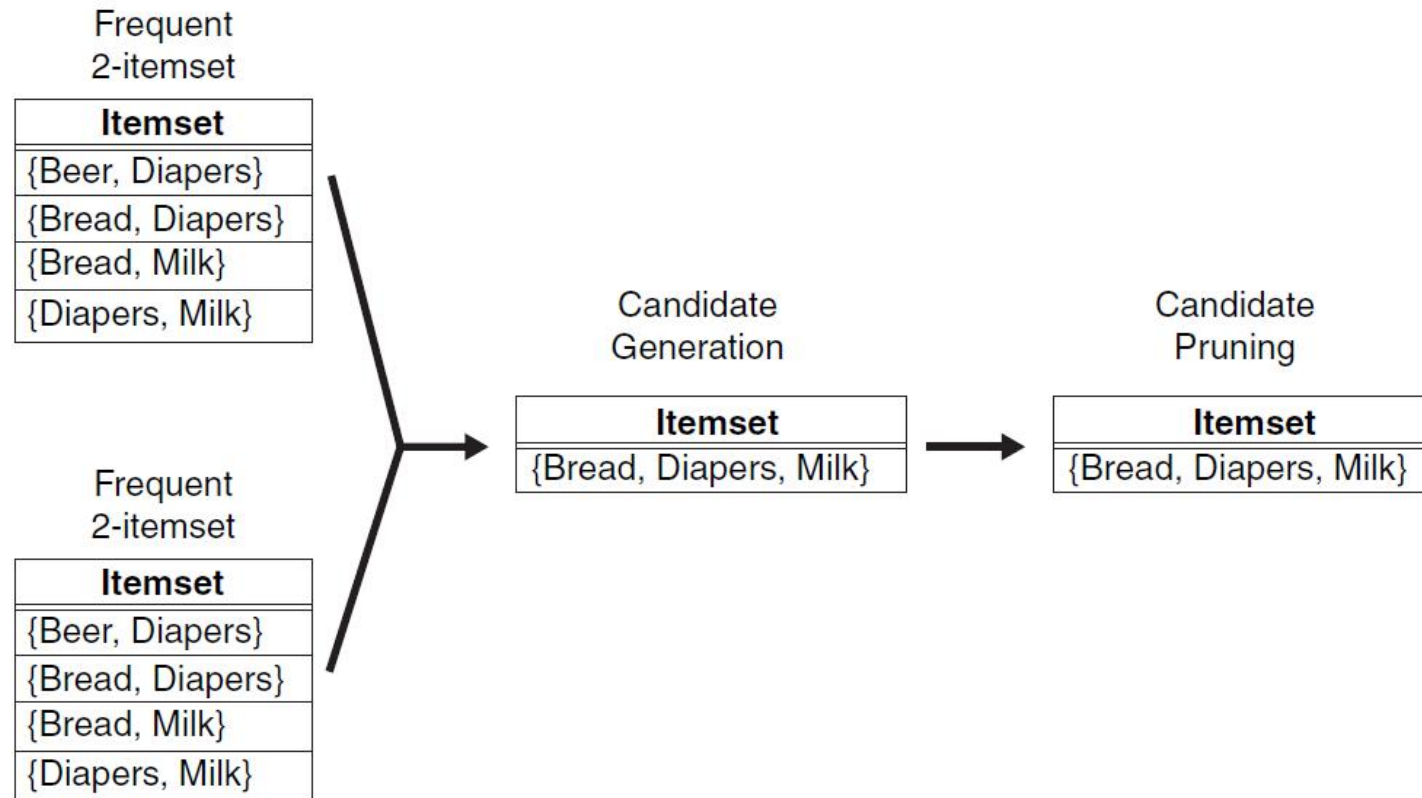 Frequent
2-itemset
Itemset
{Beer, Diapers}
{Bread, Diapers}
{Bread, Milk}
{Diapers, Milk}
Frequent
2-itemset
Itemset
{Beer, Diapers}
{Bread, Diapers}
{Bread, Milk}
{Diapers, Milk}
Candidate
Generation
Itemset
{Bread, Diapers, Milk}
Candidate
Pruning
Itemset
{Bread, Diapers, Milk}